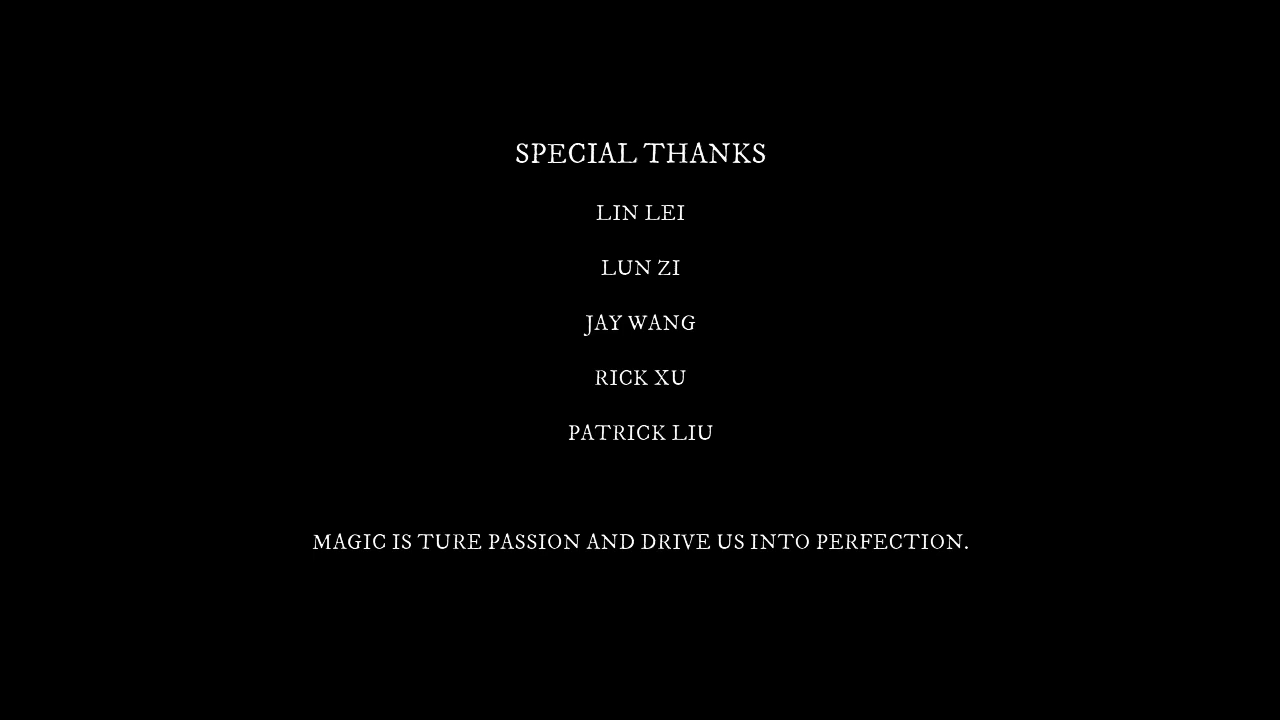 SPECIAL THANKS
LIN LEI
LUN ZI
JAY WANG
RICK XU
PATRICK LIU
MAGIC IS TURE PASSION AND DRIVE US INTO PERFECTION.